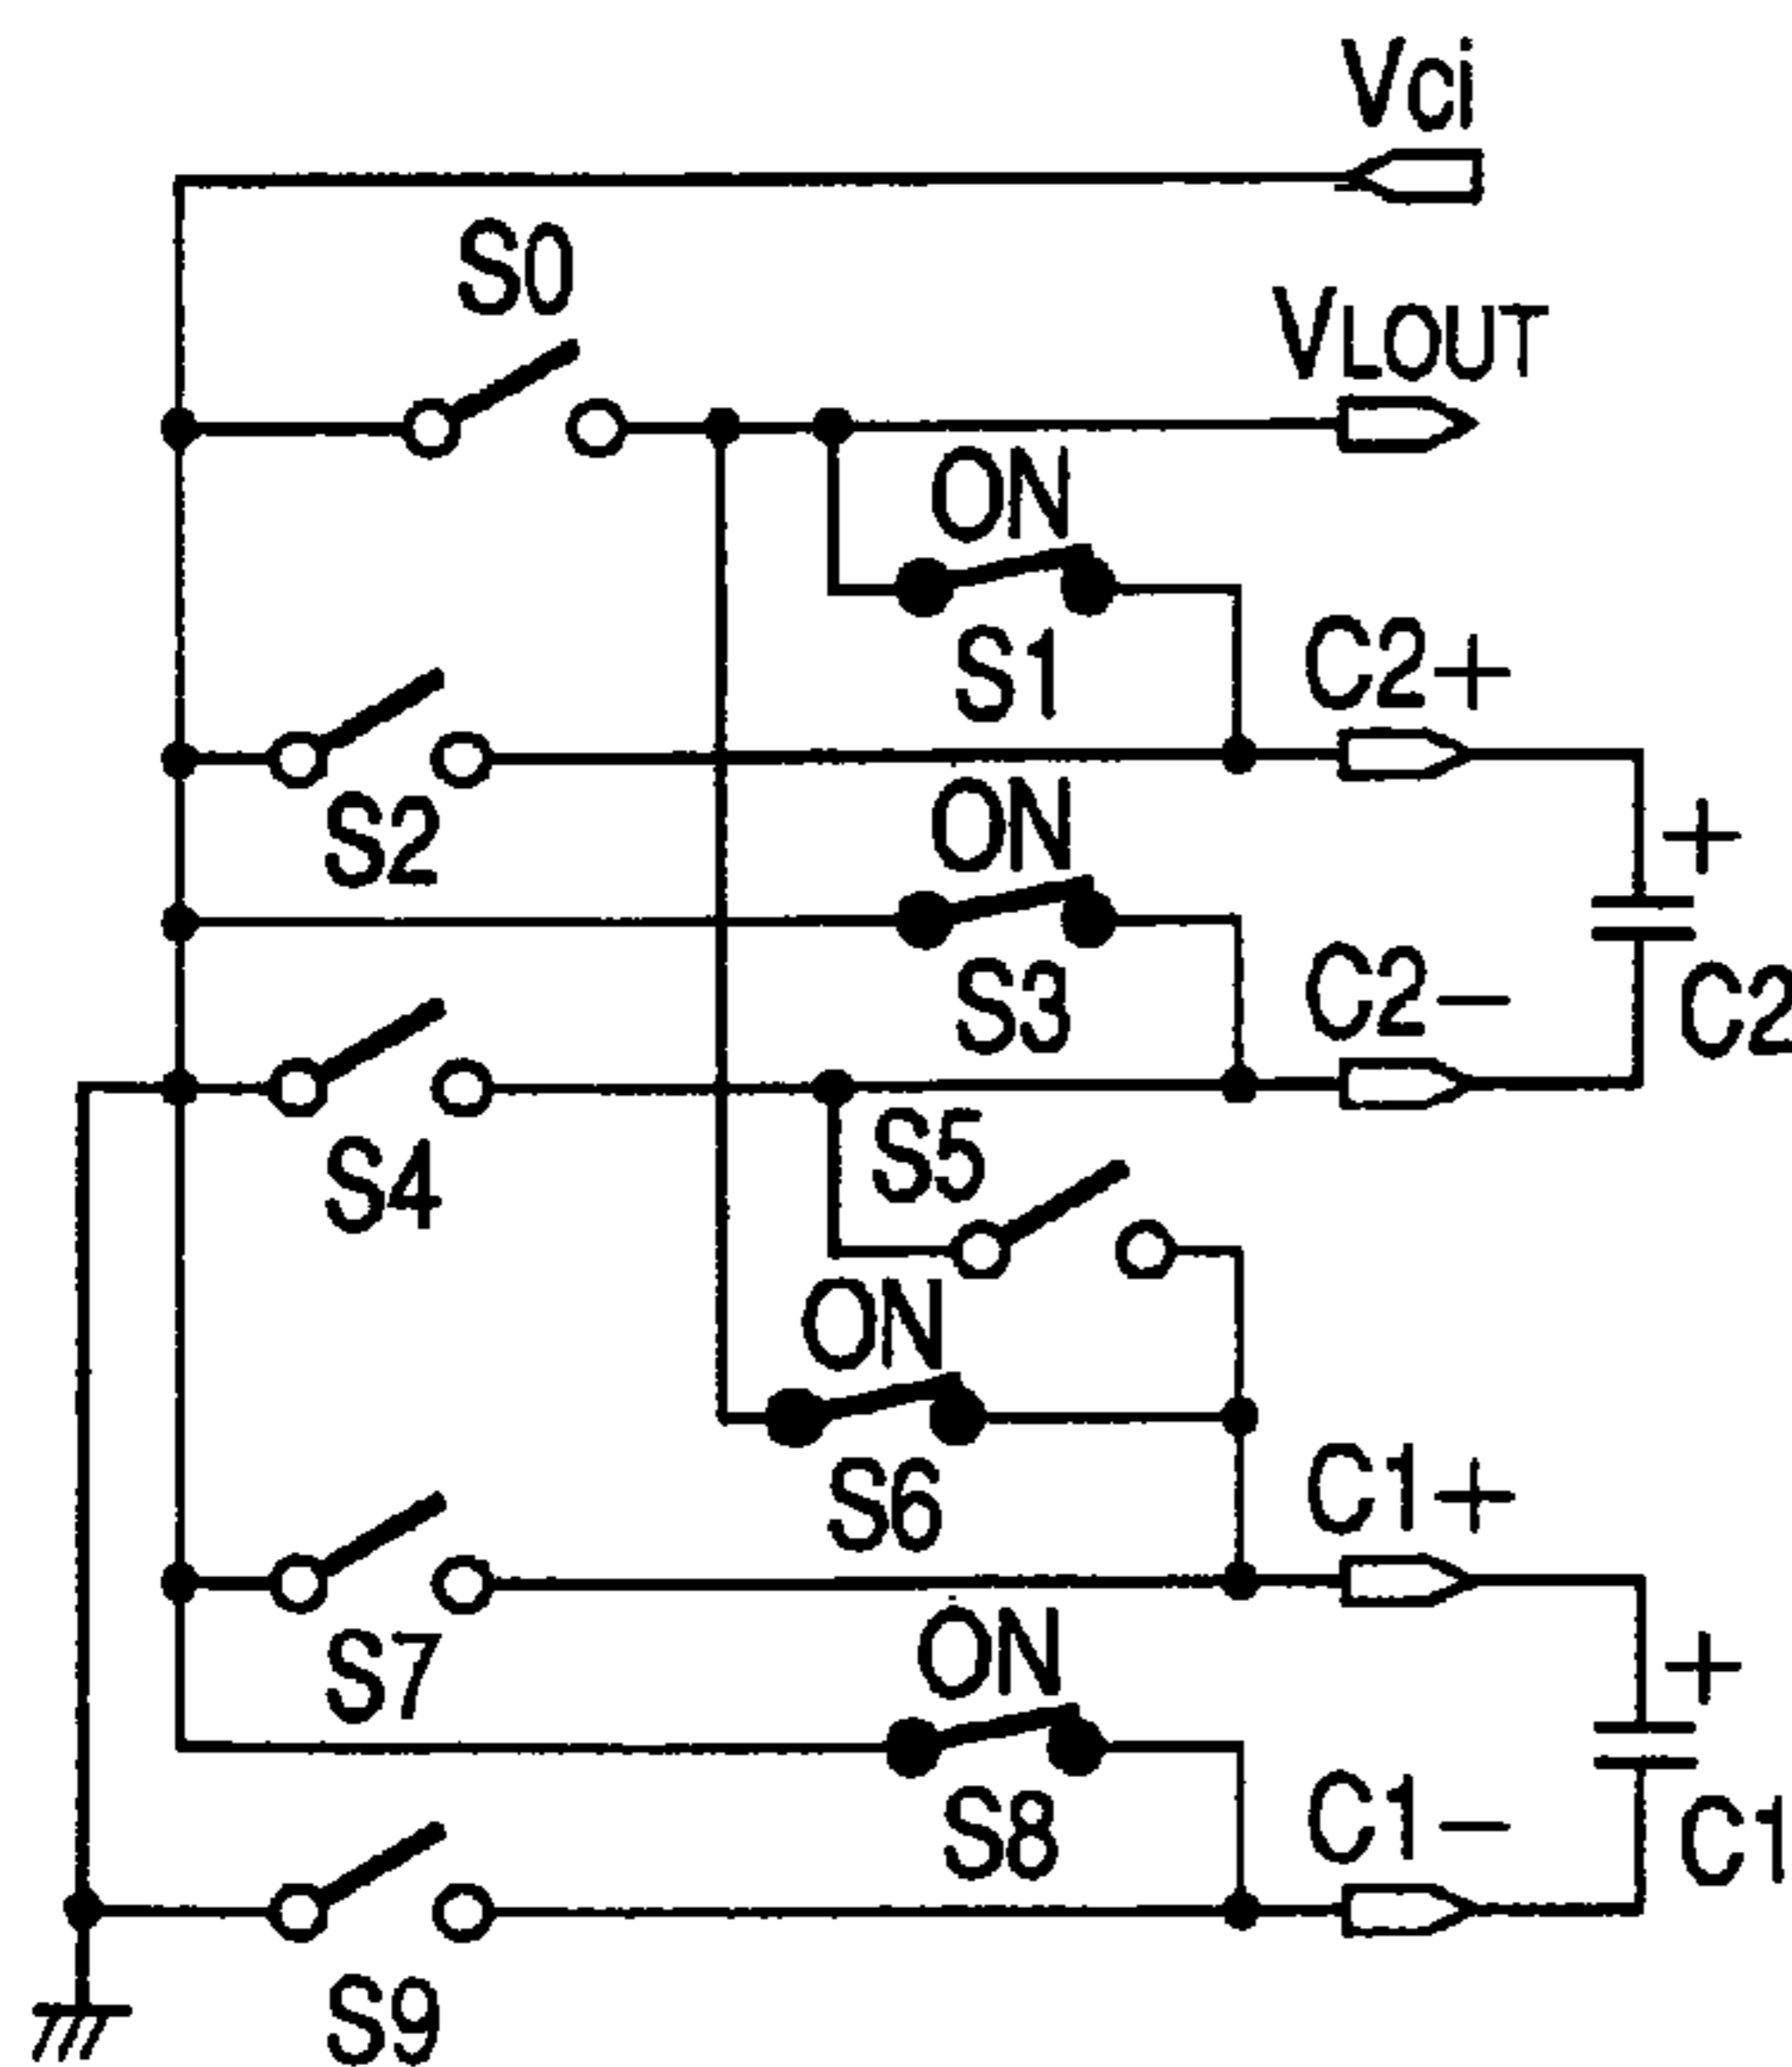 Vci
S0
VLOUT
ON
S1
C2+
S2
ON
+
S3
C2-
C2
S4
S5
ON
S6
C1+
S7
ON
+
S8
C1-
C1
S9